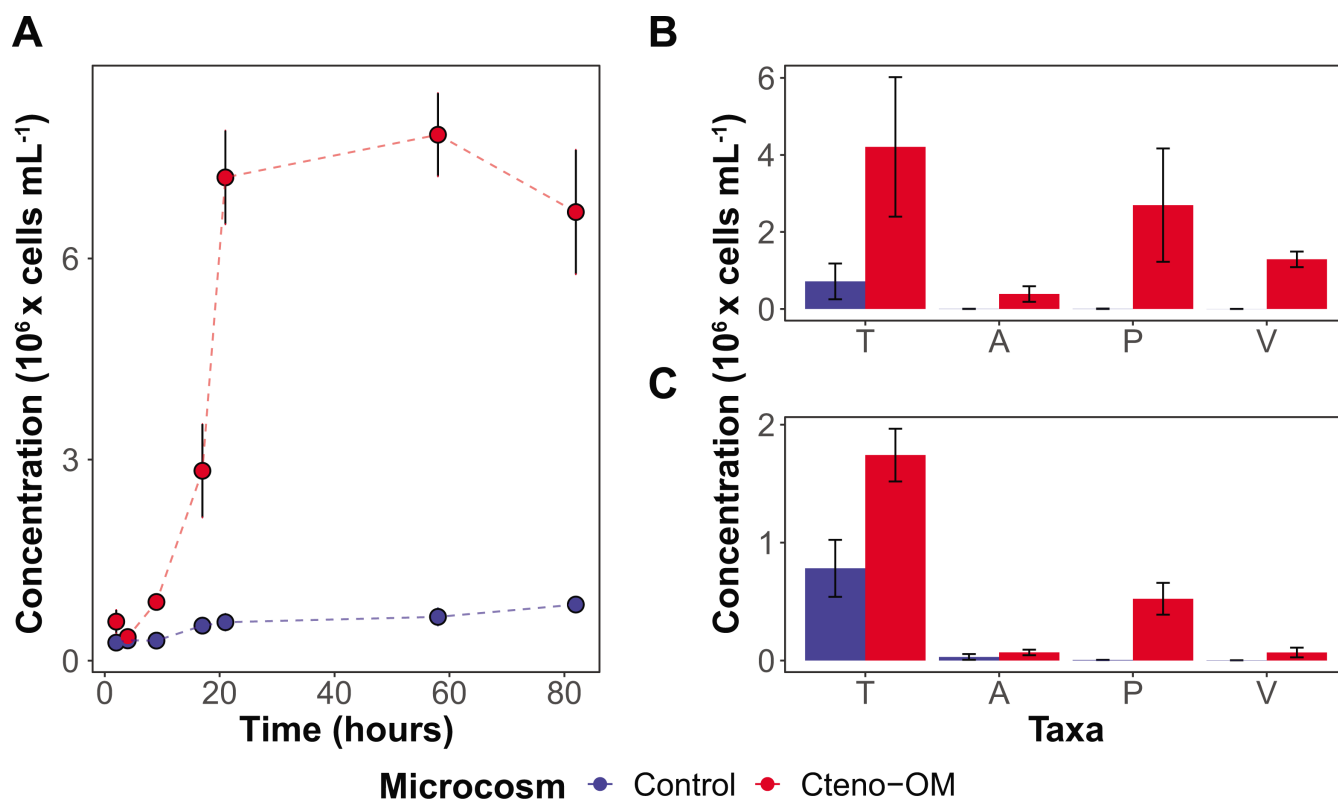 A
Concentration (10⁶ x cells mL⁻¹)
6
3
0
0 20 40 60 80
Time (hours)
B
Concentration (10⁶ x cells mL⁻¹)
6
4
2
0
T A P V
C
2
1
0
T A P V
Taxa
Microcosm Control Cteno−OM